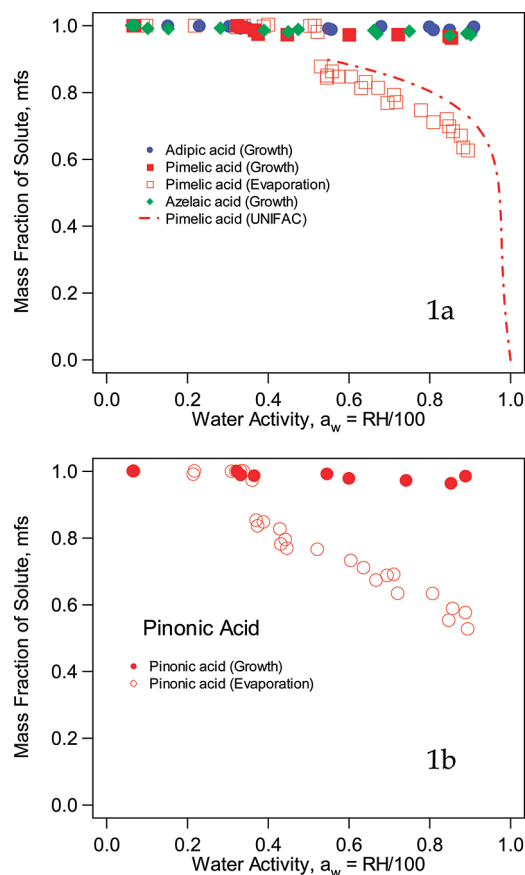 1.0
0.8
0.6
0.4
0.2
0.0
Mass Fraction of Solute, mfs
Adipic acid (Growth)
Pimelic acid (Growth)
Pimelic acid (Evaporation)
Azelaic acid (Growth)
Pimelic acid (UNIFAC)
1a
0.0 0.2 0.4 0.6 0.8 1.0
Water Activity, aw = RH/100
1.0
0.8
0.6
0.4
0.2
0.0
Mass Fraction of Solute, mfs
Pinonic Acid
Pinonic acid (Growth)
Pinonic acid (Evaporation)
1b
0.0 0.2 0.4 0.6 0.8 1.0
Water Activity, aw = RH/100